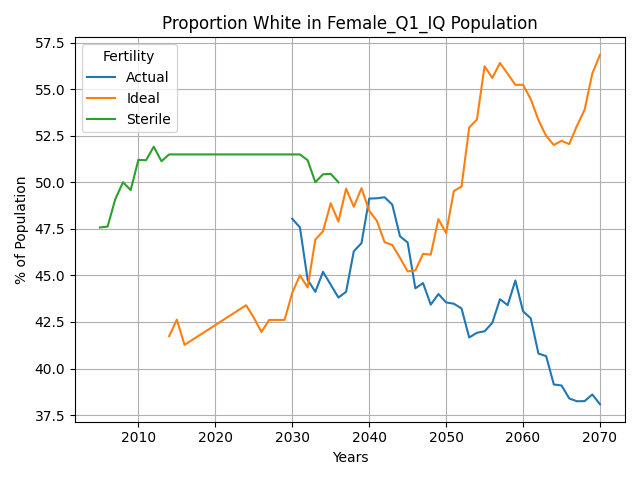 Proportion White in Female_Q1_IQ Population
Fertility
Actual
Ideal
Sterile
% of Population
57.5
55.0
52.5
50.0
47.5
45.0
42.5
40.0
37.5
2010 2020 2030 2040 2050 2060 2070
Years